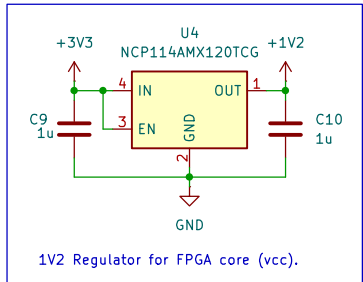 U4
NCP114AMX120TCG
+3V3
+1V2
4 IN OUT 1
3 EN
GND
2
C9
1u
C10
1u
GND
1V2 Regulator for FPGA core (vcc).